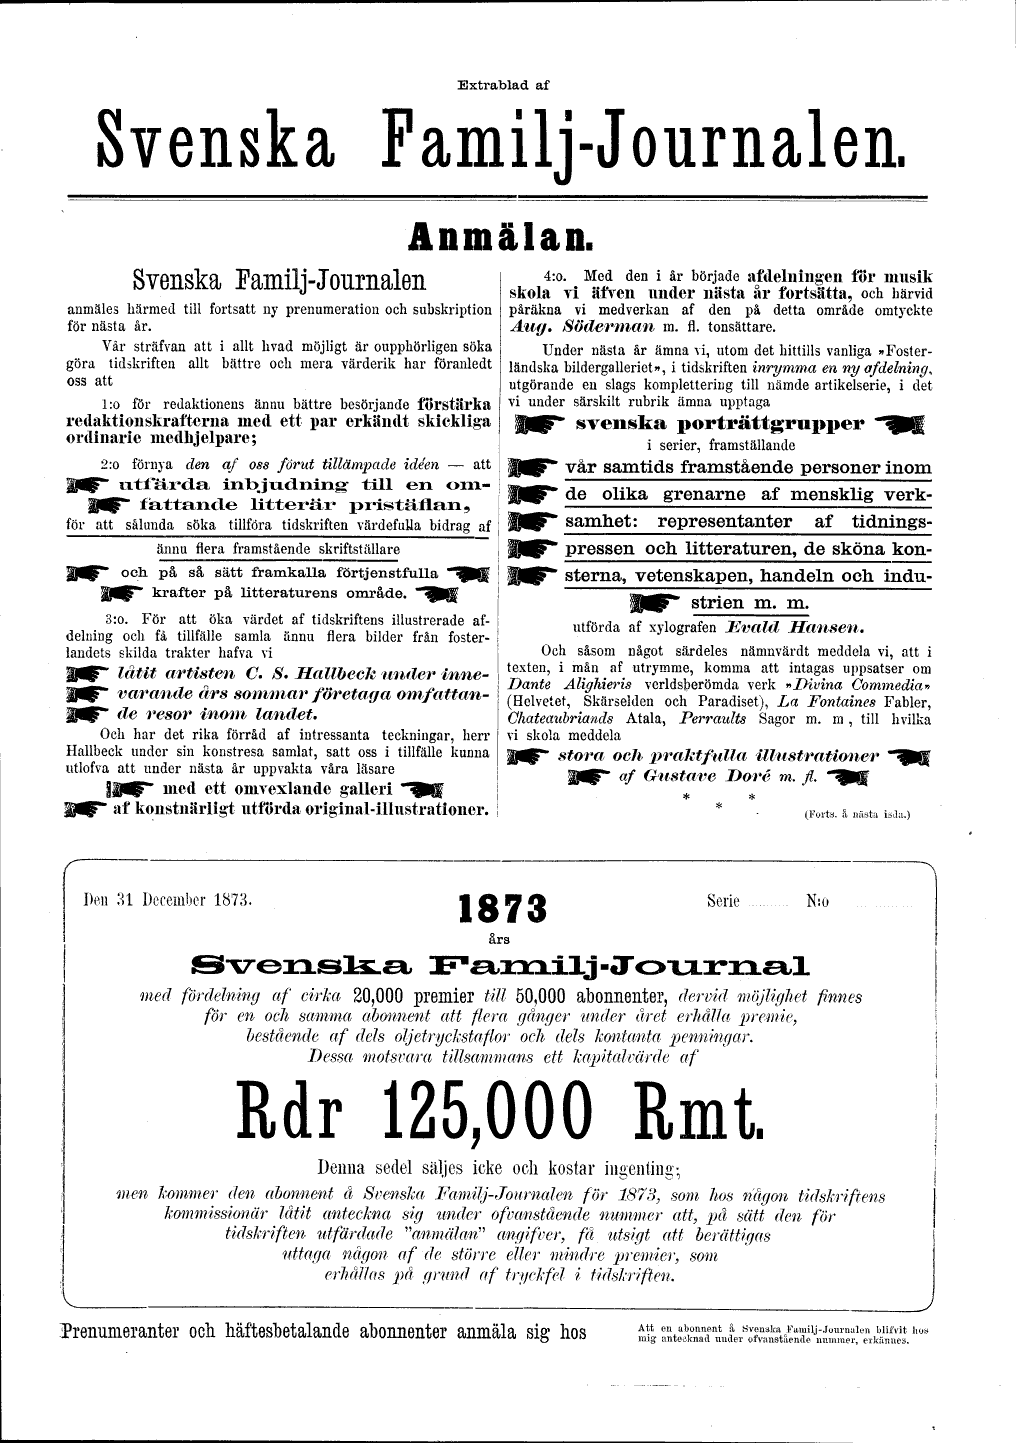 Extrablad af
Svenska Familj-Journalen.
Anmälan.
Svenska Familj-Journalen
anmäles härmed till fortsatt ny prenumeration och subskription
för nästa år.
Vår sträfvan att i allt hvad möjligt är oupphörligen söka
göra tidskriften allt bättre och mera värderik har föranledt
oss att
1:o för redaktionens ännu bättre besörjande förstärka
redaktionskrafterna med ett par erkändt skickliga
ordinarie medhjelpare;
2:o förnya den af oss förut tillämpade idéen — att
utfärda inbjudning till en om-
fattande litterär pristäflan,
för att sålunda söka tillföra tidskriften värdefulla bidrag af
ännu flera framstående skriftställare
och på så sätt framkalla förtjenstfulla
krafter på litteraturens område.
3:o. För att öka värdet af tidskriftens illustrerade af-
delning och få tillfälle samla ännu flera bilder från foster-
landets skilda trakter hafva vi
låtit artisten C. S. Hallbeck under inne-
varande års sommar företaga omfattan-
de resor inom landet.
Och har det rika förråd af intressanta teckningar, herr
Hallbeck under sin konstresa samlat, satt oss i tillfälle kunna
utlofva att under nästa år uppvakta våra läsare
med ett omvexlande galleri
af konstnärligt utförda original-illustrationer.
4:o. Med den i år började afdelningen för musik
skola vi äfven under nästa år fortsätta, och härvid
påräkna vi medverkan af den på detta område omtyckte
Aug. Söderman m. fl. tonsättare.
Under nästa år ämna vi, utom det hittills vanliga »Foster-
ländska bildergalleriet», i tidskriften inrymma en ny afdelning,
utgörande en slags komplettering till nämde artikelserie, i det
vi under särskilt rubrik ämna upptaga
svenska porträttgrupper
i serier, framställande
vår samtids framstående personer inom
de olika grenarne af mensklig verk-
samhet: representanter af tidnings-
pressen och litteraturen, de sköna kon-
sterna, vetenskapen, handeln och indu-
strien m. m.
utförda af xylografen Evald Hansen.
Och såsom något särdeles nämnvärdt meddela vi, att i
texten, i mån af utrymme, komma att intagas uppsatser om
Dante Alighieris verldsberömda verk »Divina Commedia»
(Helvetet, Skärselden och Paradiset), La Fontaines Fabler,
Chateaubriands Atala, Perraults Sagor m. m , till hvilka
vi skola meddela
stora och praktfulla illustrationer
af Gustave Doré m. fl.
* * *
(Forts. å nästa sida.)
Den 31 December 1873.
1873
Serie N:o
års
Svenska Familj-Journal
med fördelning af cirka 20,000 premier till 50,000 abonnenter, dervid möjlighet finnes
för en och samma abonnent att flera gånger under året erhålla premie,
bestående af dels oljetryckstaflor och dels kontanta penningar.
Dessa motsvara tillsammans ett kapitalvärde af
Rdr 125,000 Rmt.
Denna sedel säljes icke och kostar ingenting;
men kommer den abonnent å Svenska Familj-Journalen för 1873, som hos någon tidskriftens
kommissionär låtit anteckna sig under ofvanstående nummer att, på sätt den för
tidskriften utfärdade "anmälan" angifver, få utsigt att berättigas
uttaga någon af de större eller mindre premier, som
erhållas på grund af tryckfel i tidskriften.
Prenumeranter och häftesbetalande abonnenter anmäla sig hos
Att en abonnent å Svenska Familj-Journalen blifvit hos
mig antecknad under ofvanstående nummer, erkännes.